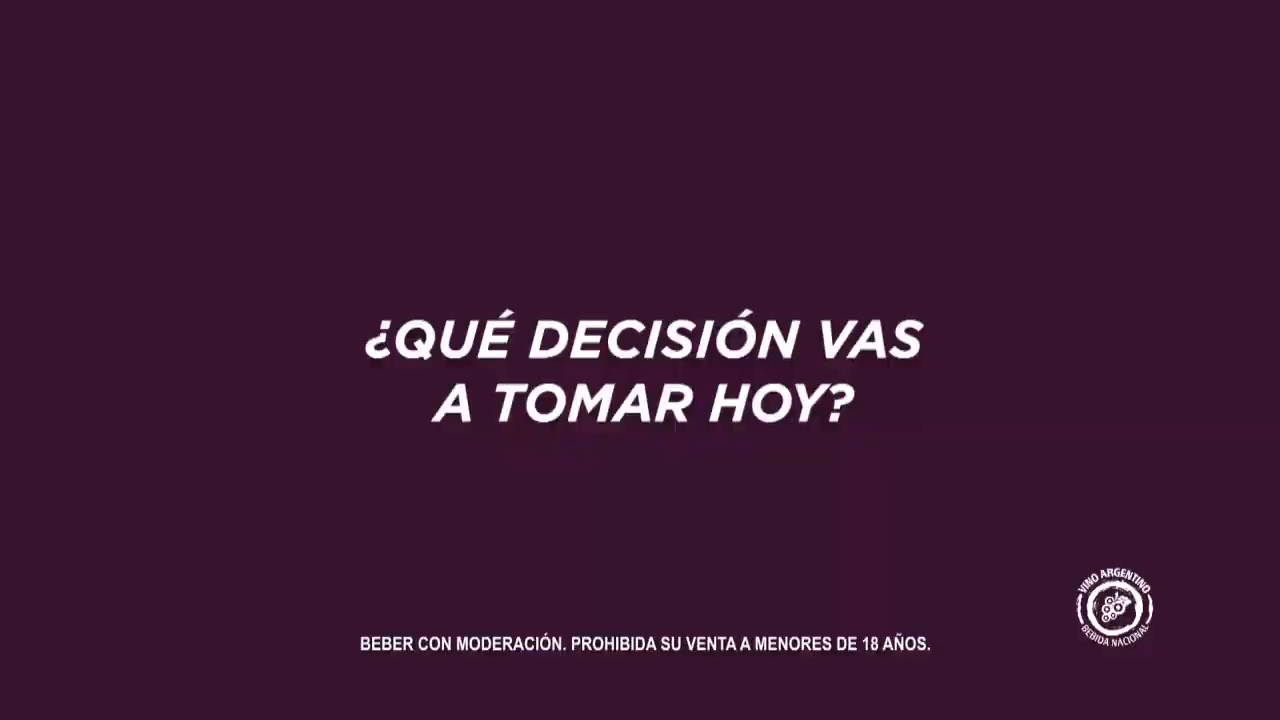 ¿QUÉ DECISIÓN VAS
A TOMAR HOY?
VINO ARGENTINO
BEBIDA NACIONAL
BEBER CON MODERACIÓN. PROHIBIDA SU VENTA A MENORES DE 18 AÑOS.